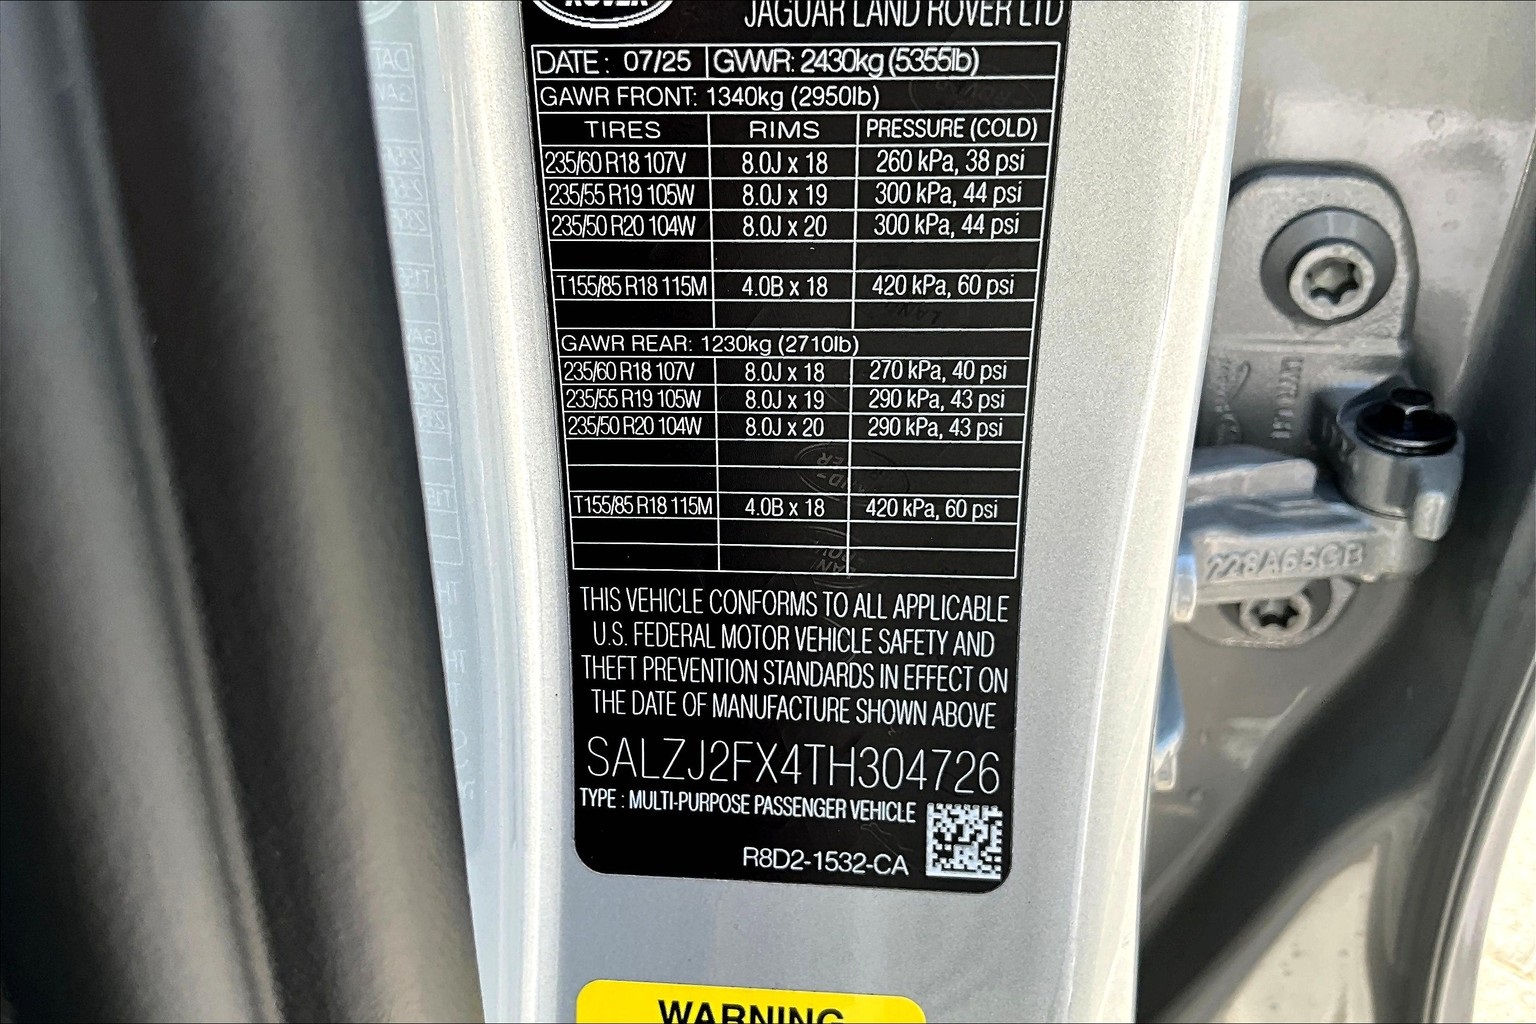 ROVER
JAGUAR LAND ROVER LTD
DATE: 07/25 GVWR: 2430kg (5355lb)
GAWR FRONT: 1340kg (2950lb)
TIRES RIMS PRESSURE (COLD)
235/60 R18 107V 8.0J x 18 260 kPa, 38 psi
235/55 R19 105W 8.0J x 19 300 kPa, 44 psi
235/50 R20 104W 8.0J x 20 300 kPa, 44 psi
T155/85 R18 115M 4.0B x 18 420 kPa, 60 psi
GAWR REAR: 1230kg (2710lb)
235/60 R18 107V 8.0J x 18 270 kPa, 40 psi
235/55 R19 105W 8.0J x 19 290 kPa, 43 psi
235/50 R20 104W 8.0J x 20 290 kPa, 43 psi
T155/85 R18 115M 4.0B x 18 420 kPa, 60 psi
THIS VEHICLE CONFORMS TO ALL APPLICABLE
U.S. FEDERAL MOTOR VEHICLE SAFETY AND
THEFT PREVENTION STANDARDS IN EFFECT ON
THE DATE OF MANUFACTURE SHOWN ABOVE
SALZJ2FX4TH304726
TYPE : MULTI-PURPOSE PASSENGER VEHICLE
R8D2-1532-CA
WARNING
228A65GB